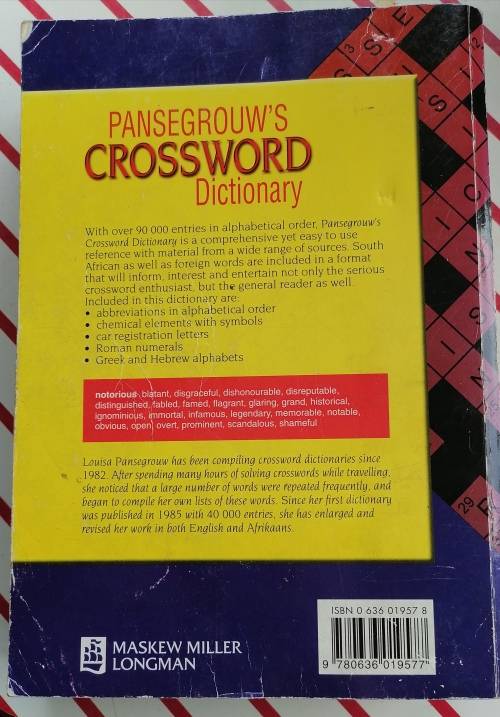 PANSEGROUW'S
CROSSWORD
Dictionary
With over 90 000 entries in alphabetical order, Pansegrouw's
Crossword Dictionary is a comprehensive yet easy to use
reference with material from a wide range of sources. South
African as well as foreign words are included in a format
that will inform, interest and entertain not only the serious
crossword enthusiast, but the general reader as well.
Included in this dictionary are:
• abbreviations in alphabetical order
• chemical elements with symbols
• car registration letters
• Roman numerals
• Greek and Hebrew alphabets
notorious blatant, disgraceful, dishonourable, disreputable,
distinguished, fabled, famed, flagrant, glaring, grand, historical,
ignominious, immortal, infamous, legendary, memorable, notable,
obvious, open, overt, prominent, scandalous, shameful
Louisa Pansegrouw has been compiling crossword dictionaries since
1982. After spending many hours of solving crosswords while travelling,
she noticed that a large number of words were repeated frequently, and
began to compile her own lists of these words. Since her first dictionary
was published in 1985 with 40 000 entries, she has enlarged and
revised her work in both English and Afrikaans.
29
ISBN 0 636 01957 8
9 780636 019577
MASKEW MILLER
LONGMAN